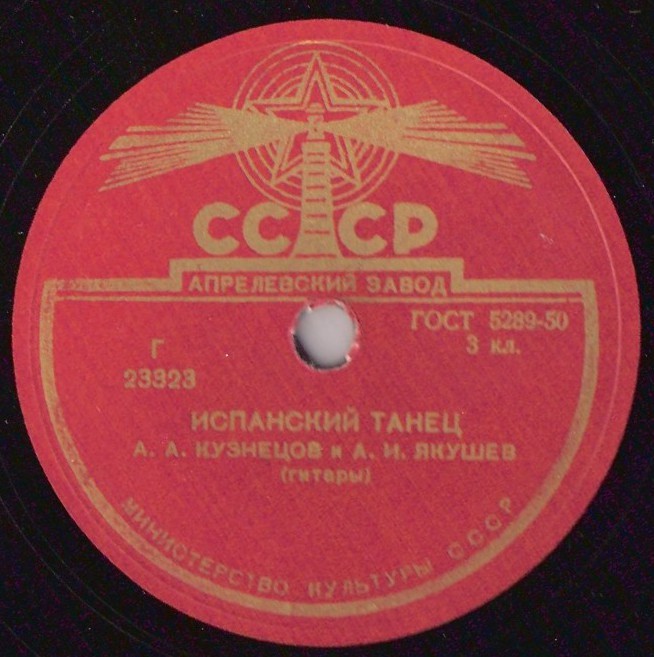 СССР
АПРЕЛЕВСКИЙ ЗАВОД
ГОСТ 5289-50
3 кл.
Г
23323
ИСПАНСКИЙ ТАНЕЦ
А. А. КУЗНЕЦОВ и А. И. ЯКУШЕВ
(гитары)
МИНИСТЕРСТВО КУЛЬТУРЫ СССР